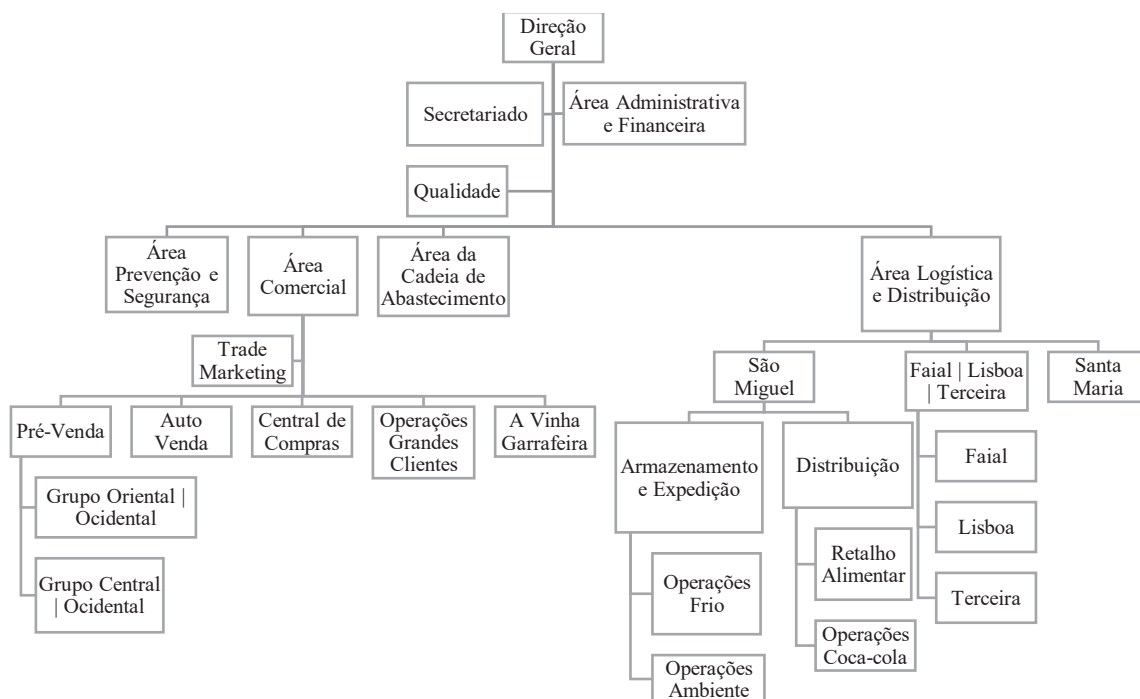 Direção
Geral
Secretariado
Área Administrativa
e Financeira
Qualidade
Área
Prevenção e
Segurança
Área
Comercial
Área da
Cadeia de
Abastecimento
Área Logística
e Distribuição
Trade
Marketing
São
Miguel
Faial | Lisboa
| Terceira
Santa
Maria
Pré-Venda
Auto
Venda
Central de
Compras
Operações
Grandes
Clientes
A Vinha
Garrafeira
Grupo Oriental |
Ocidental
Grupo Central
| Ocidental
Armazenamento
e Expedição
Distribuição
Faial
Lisboa
Terceira
Operações
Frio
Operações
Ambiente
Retalho
Alimentar
Operações
Coca-cola